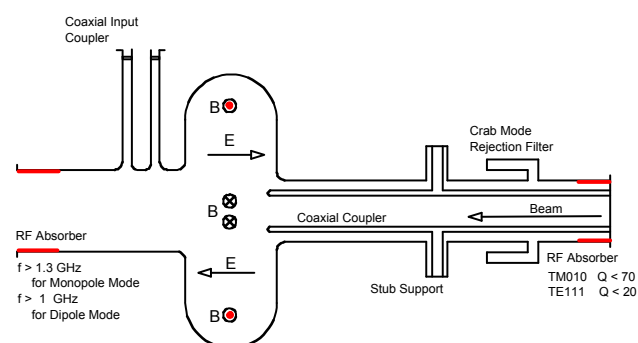 Coaxial Input
Coupler
B
E
Crab Mode
Rejection Filter
B
Coaxial Coupler
Beam
RF Absorber
f > 1.3 GHz
for Monopole Mode
f > 1 GHz
for Dipole Mode
E
B
Stub Support
RF Absorber
TM010 Q < 70
TE111 Q < 20